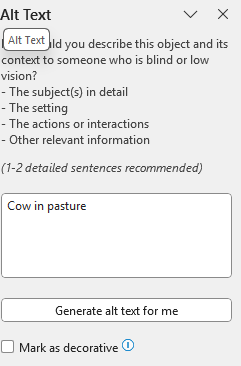 Alt Text
Alt Text
ould you describe this object and its
context to someone who is blind or low
vision?
- The subject(s) in detail
- The setting
- The actions or interactions
- Other relevant information
(1-2 detailed sentences recommended)
Cow in pasture
Generate alt text for me
Mark as decorative